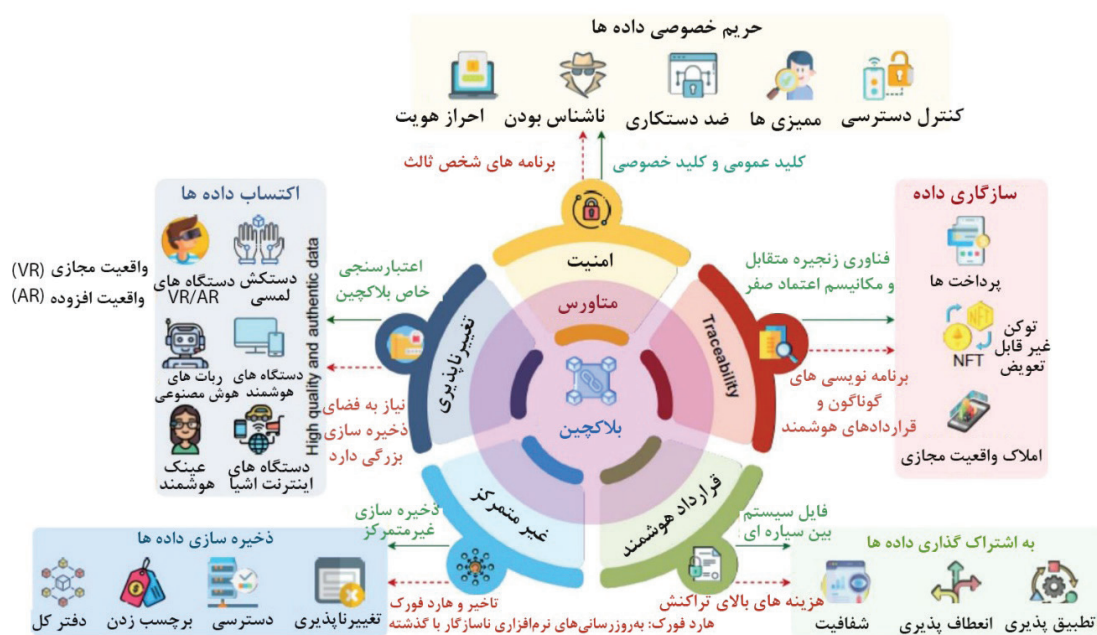 حریم خصوصی داده ها
کنترل دسترسی
ممیزی ها
ضد دستکاری
ناشناس بودن
احراز هویت
کلید عمومی و کلید خصوصی
برنامه های شخص ثالث
سازگاری داده
پرداخت ها
توکن
غیر قابل
تعویض
NFT
املاک واقعیت مجازی
فناوری زنجیره متقابل
و مکانیسم اعتماد صفر
برنامه نویسی های
گوناگون و
قراردادهای هوشمند
امنیت
متاورس
بلاکچین
Traceability
تغییرناپذیری
غیر متمرکز
قرارداد هوشمند
اعتبارسنجی
خاص بلاکچین
نیاز به فضای
ذخیره سازی
بزرگی دارد
اکتساب داده ها
دستکش
لمسی
دستگاه های
VR/AR
دستگاه های
هوشمند
ربات های
هوش مصنوعی
دستگاه های
اینترنت اشیا
عینک
هوشمند
High quality and authentic data
واقعیت مجازی (VR)
واقعیت افزوده (AR)
فایل سیستم
بین سیاره ای :
هزینه های بالای تراکنش
به اشتراک گذاری داده ها
تطبیق پذیری
انعطاف پذیری
شفافیت
ذخیره سازی
غیرمتمرکز
تاخیر و هارد فورک
هارد فورک: به‌روزرسانی‌های نرم‌افزاری ناسازگار با گذشته
ذخیره سازی داده ها
تغییرناپذیری
دسترسی
برچسب زدن
دفتر کل